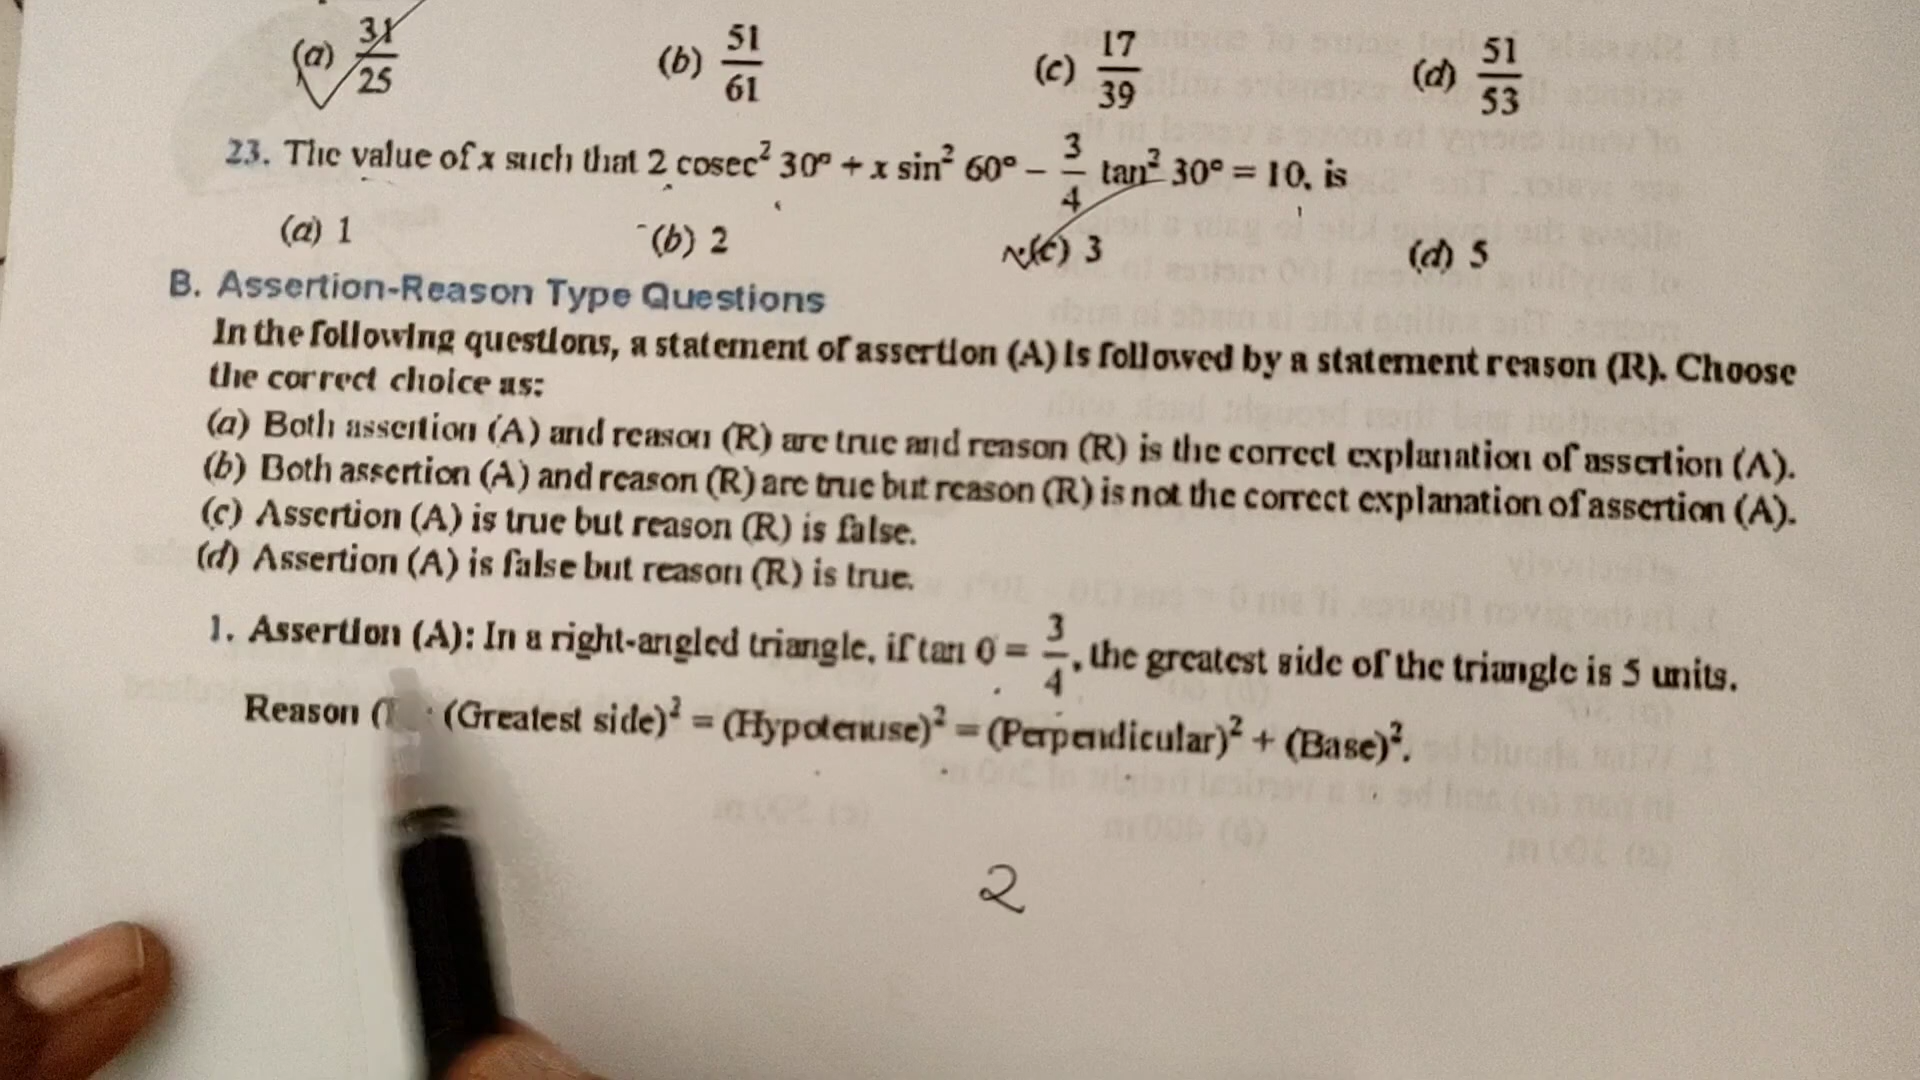 (a) 31/25 (b) 51/61 (c) 17/39 (d) 51/53
23. The value of x such that 2 cosec² 30° + x sin² 60° – 3/4 tan² 30° = 10, is
(a) 1 (b) 2 (c) 3 (d) 5
B. Assertion-Reason Type Questions
In the following questions, a statement of assertion (A) is followed by a statement reason (R). Choose
the correct choice as:
(a) Both assertion (A) and reason (R) are true and reason (R) is the correct explanation of assertion (A).
(b) Both assertion (A) and reason (R) are true but reason (R) is not the correct explanation of assertion (A).
(c) Assertion (A) is true but reason (R) is false.
(d) Assertion (A) is false but reason (R) is true.
1. Assertion (A): In a right-angled triangle, if tan θ = 3/4, the greatest side of the triangle is 5 units.
Reason : (Greatest side)² = (Hypotenuse)² = (Perpendicular)² + (Base)².
2